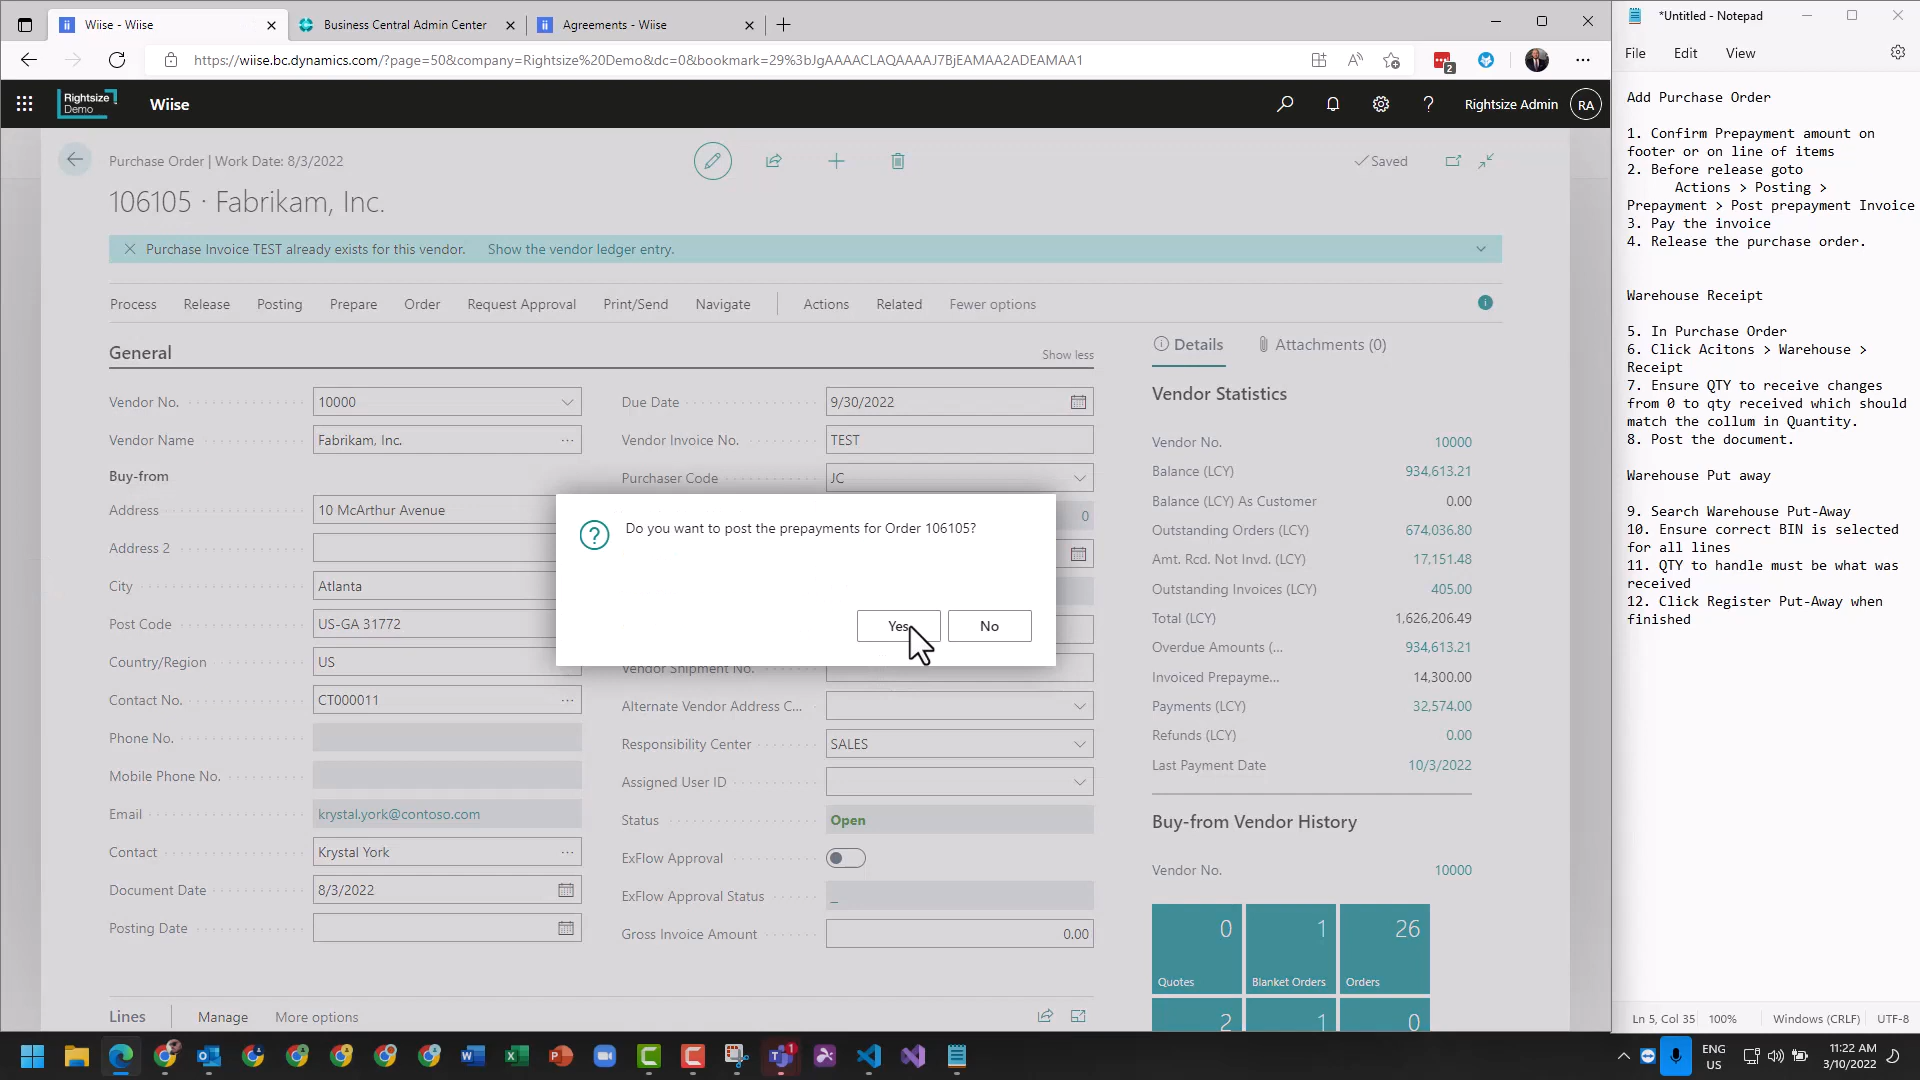 Wiise - Wiise
Business Central Admin Center
Agreements - Wiise
https://wiise.bc.dynamics.com/?page=50&company=Rightsize%20Demo&dc=0&bookmark=29%3bJgAAAACLAQAAAAJ7BjEAMAA2ADEAMAA1
2
Rightsize
Demo
Wiise
Rightsize Admin
RA
Purchase Order | Work Date: 8/3/2022
Saved
106105 · Fabrikam, Inc.
Purchase Invoice TEST already exists for this vendor. Show the vendor ledger entry.
Process Release Posting Prepare Order Request Approval Print/Send Navigate Actions Related Fewer options
General
Show less
Vendor No. 10000
Vendor Name Fabrikam, Inc.
Buy-from
Address 10 McArthur Avenue
Address 2
City Atlanta
Post Code US-GA 31772
Country/Region US
Contact No. CT000011
Phone No.
Mobile Phone No.
Email krystal.york@contoso.com
Contact Krystal York
Document Date 8/3/2022
Posting Date
Due Date 9/30/2022
Vendor Invoice No. TEST
Purchaser Code JC
0
Do you want to post the prepayments for Order 106105?
Yes No
Vendor Shipment No.
Alternate Vendor Address C...
Responsibility Center SALES
Assigned User ID
Status Open
ExFlow Approval
ExFlow Approval Status _
Gross Invoice Amount 0.00
Lines Manage More options
Details Attachments (0)
Vendor Statistics
Vendor No. 10000
Balance (LCY) 934,613.21
Balance (LCY) As Customer 0.00
Outstanding Orders (LCY) 674,036.80
Amt. Rcd. Not Invd. (LCY) 17,151.48
Outstanding Invoices (LCY) 405.00
Total (LCY) 1,626,206.49
Overdue Amounts (... 934,613.21
Invoiced Prepayme... 14,300.00
Payments (LCY) 32,574.00
Refunds (LCY) 0.00
Last Payment Date 10/3/2022
Buy-from Vendor History
Vendor No. 10000
0 1 26
Quotes Blanket Orders Orders
2 1 0
*Untitled - Notepad
File Edit View
Add Purchase Order
1. Confirm Prepayment amount on
footer or on line of items
2. Before release goto
Actions > Posting >
Prepayment > Post prepayment Invoice
3. Pay the invoice
4. Release the purchase order.
Warehouse Receipt
5. In Purchase Order
6. Click Acitons > Warehouse >
Receipt
7. Ensure QTY to receive changes
from 0 to qty received which should
match the collum in Quantity.
8. Post the document.
Warehouse Put away
9. Search Warehouse Put-Away
10. Ensure correct BIN is selected
for all lines
11. QTY to handle must be what was
received
12. Click Register Put-Away when
finished
Ln 5, Col 35 100% Windows (CRLF) UTF-8
1
ENG
US
11:22 AM
3/10/2022